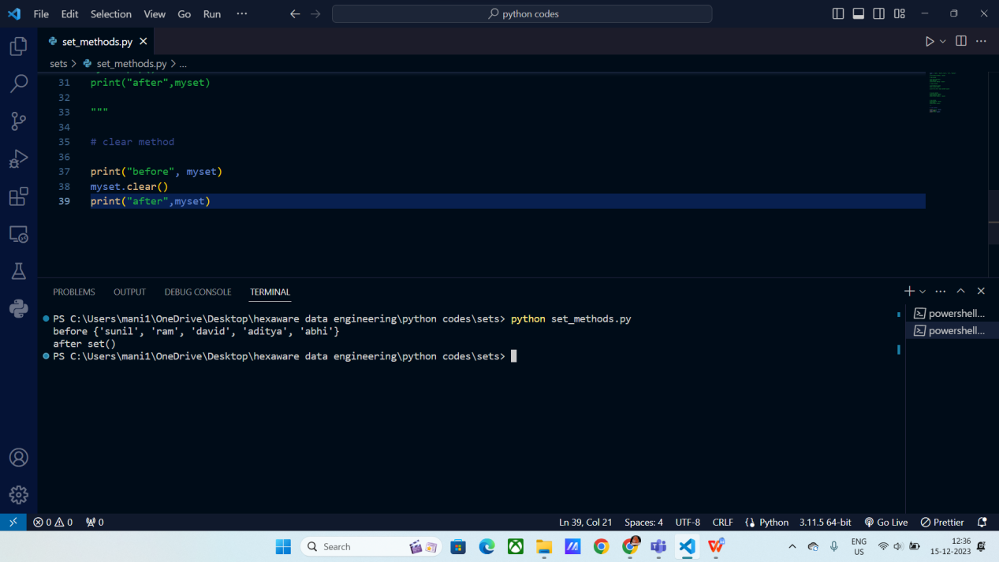 File Edit Selection View Go Run ···
python codes
set_methods.py
sets > set_methods.py > ...
31 print("after",myset)
32
33 """
34
35 # clear method
36
37 print("before", myset)
38 myset.clear()
39 print("after",myset)
PROBLEMS OUTPUT DEBUG CONSOLE TERMINAL
PS C:\Users\mani1\OneDrive\Desktop\hexaware data engineering\python codes\sets> python set_methods.py
before {'sunil', 'ram', 'david', 'aditya', 'abhi'}
after set()
PS C:\Users\mani1\OneDrive\Desktop\hexaware data engineering\python codes\sets>
powershell...
powershell...
0 0 0 Ln 39, Col 21 Spaces: 4 UTF-8 CRLF Python 3.11.5 64-bit Go Live Prettier
Search
ENG
US
12:36
15-12-2023